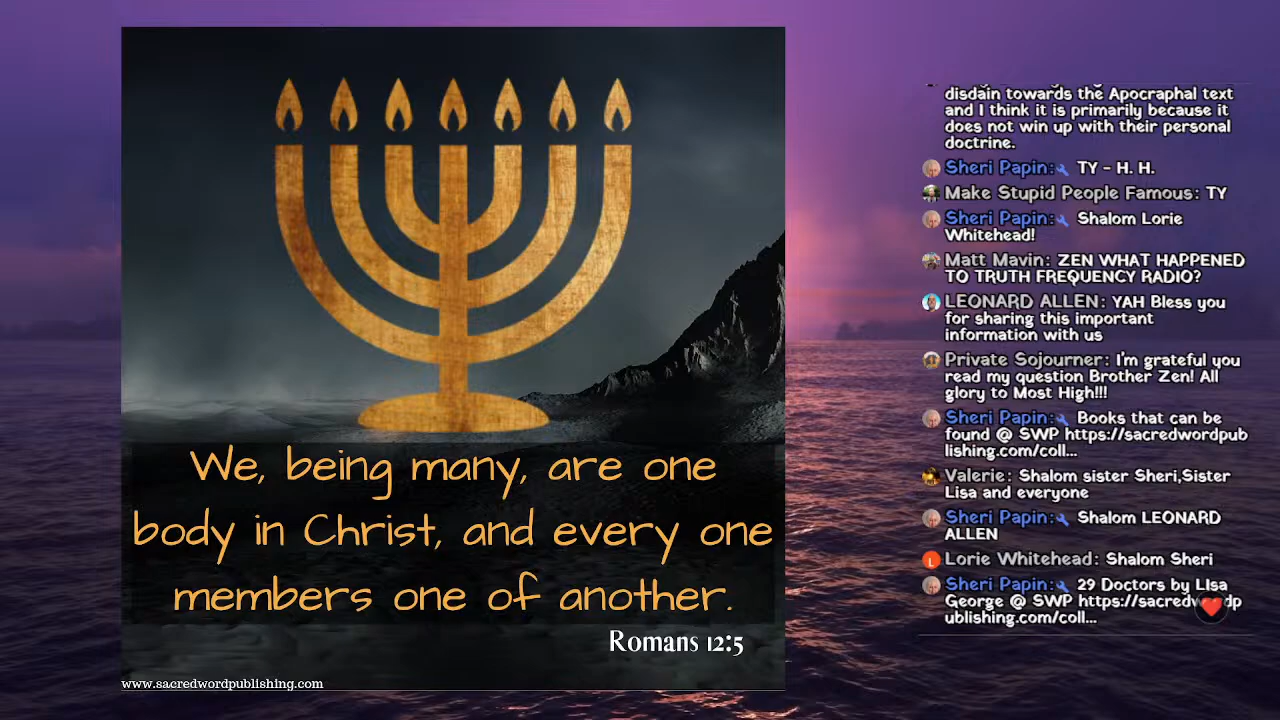 We, being many, are one
body in Christ, and every one
members one of another.
Romans 12:5
www.sacredwordpublishing.com
disdain towards the Apocraphal text
and I think it is primarily because it
does not win up with their personal
doctrine.
Sheri Papin: TY - H. H.
Make Stupid People Famous: TY
Sheri Papin: Shalom Lorie
Whitehead!
Matt Mavin: ZEN WHAT HAPPENED
TO TRUTH FREQUENCY RADIO?
LEONARD ALLEN: YAH Bless you
for sharing this important
information with us
Private Sojourner: I'm grateful you
read my question Brother Zen! All
glory to Most High!!!
Sheri Papin: Books that can be
found @ SWP https://sacredwordpub
lishing.com/coll...
Valerie: Shalom sister Sheri,Sister
Lisa and everyone
Sheri Papin: Shalom LEONARD
ALLEN
L Lorie Whitehead: Shalom Sheri
Sheri Papin: 29 Doctors by LIsa
George @ SWP
ublishing.com/coll...